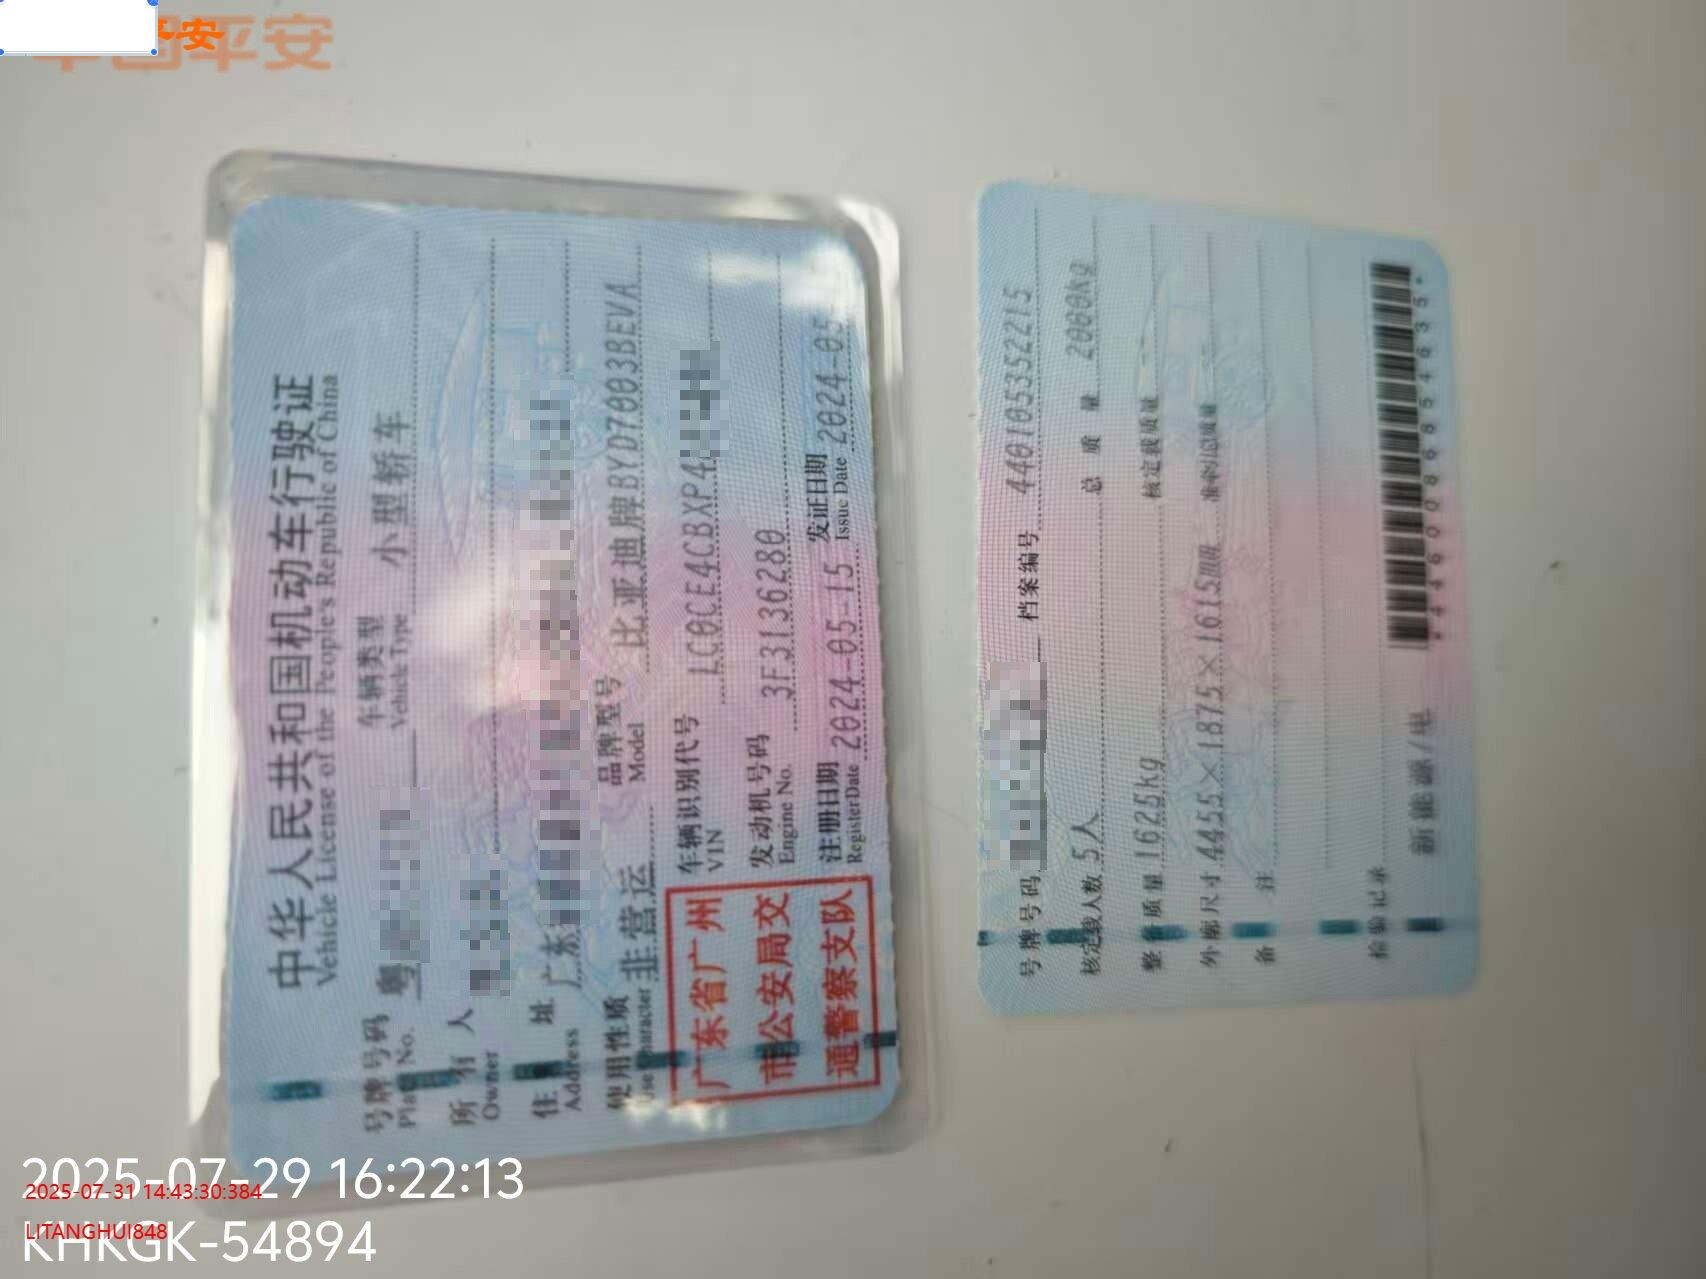 中国平安
平安
中华人民共和国机动车行驶证
Vehicle License of the People's Republic of China
号牌号码 粤 车辆类型 小型轿车
Plate No. Vehicle Type
所有人
Owner
住址 广东
Address
使用性质 非营运 品牌型号 比亚迪牌BYD7003BEVA
Use Character Model
车辆识别代号 LC0CE4CBXP4
VIN
发动机号码 3F3136280
Engine No.
注册日期 2024-05-15 发证日期 2024-05-
Register Date Issue Date
广东省广州
市公安局交
通警察支队
号牌号码 档案编号 440105352215
核定载人数 5人 总质量 2000kg
整备质量 1625kg 核定载质量
外廓尺寸 4455×1875×1615mm 准牵引总质量
备注
检验记录
新能源/电
2025-07-29 16:22:13
2025-07-31 14:43:30:384
LITANGHUI848
KHKGK-54894